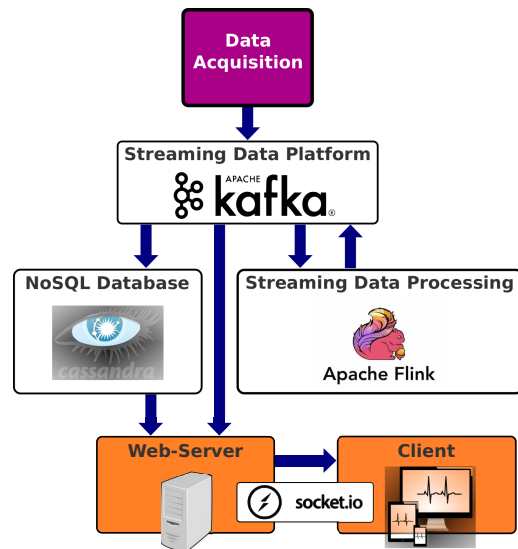 Data
Acquisition
Streaming Data Platform
APACHE
kafka®
NoSQL Database
cassandra
Streaming Data Processing
Apache Flink
Web-Server
Client
socket.io